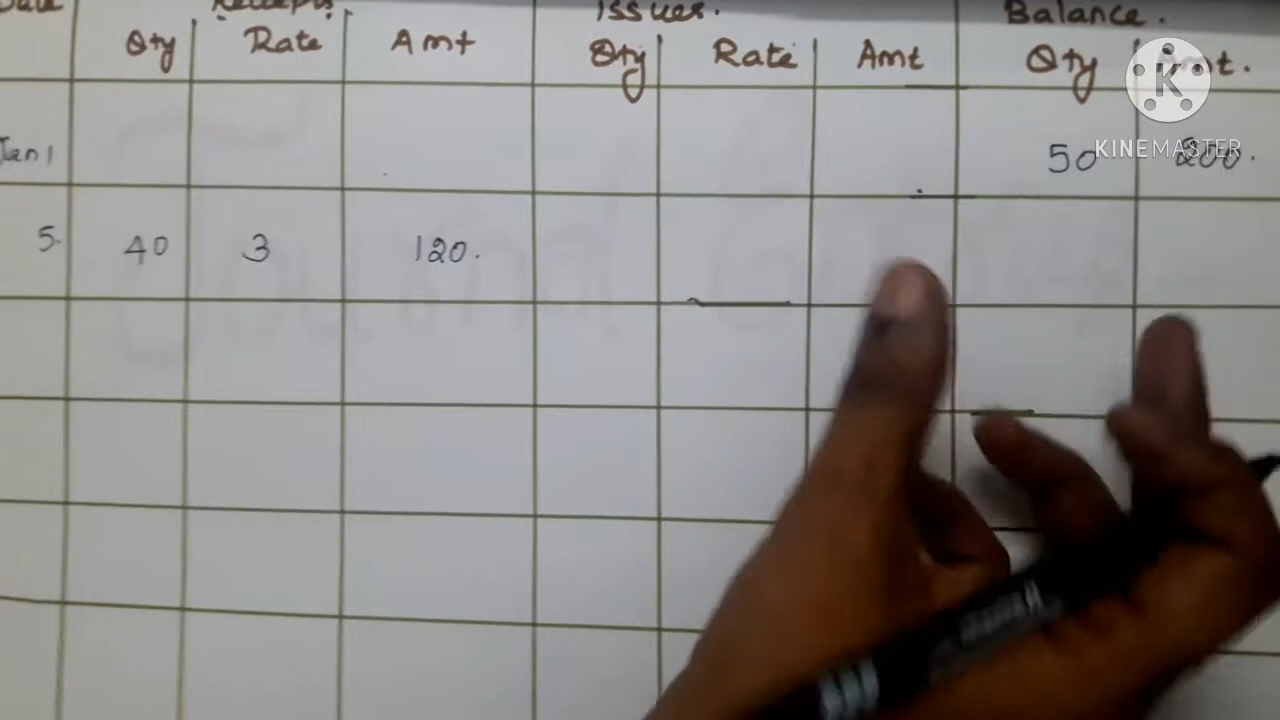 Date Receipts Issues. Balance.
Qty Rate Amt Qty Rate Amt Qty Amt.
Jan 1 50 200.
5. 40 3 120.
K
KINEMASTER